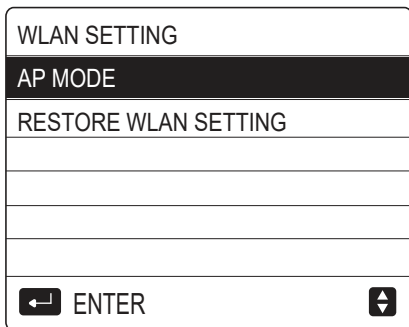 WLAN SETTING
AP MODE
RESTORE WLAN SETTING
ENTER